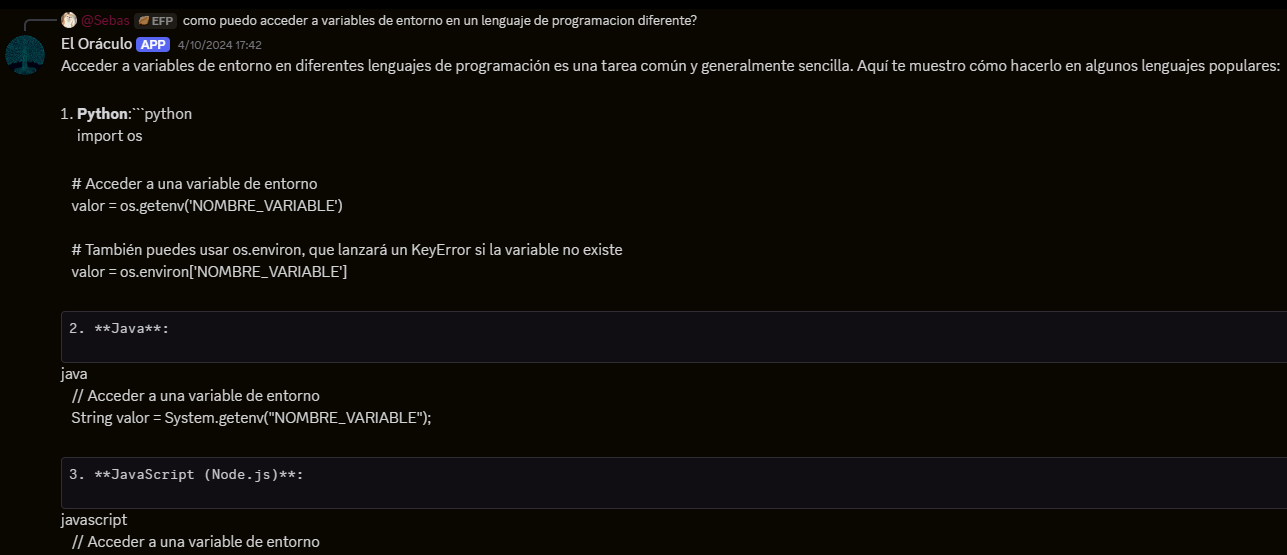 @Sebas EFP como puedo acceder a variables de entorno en un lenguaje de programacion diferente?
El Oráculo APP 4/10/2024 17:42
Acceder a variables de entorno en diferentes lenguajes de programación es una tarea común y generalmente sencilla. Aquí te muestro cómo hacerlo en algunos lenguajes populares:
1. Python:```python
import os
# Acceder a una variable de entorno
valor = os.getenv('NOMBRE_VARIABLE')
# También puedes usar os.environ, que lanzará un KeyError si la variable no existe
valor = os.environ['NOMBRE_VARIABLE']
2. **Java**:
java
// Acceder a una variable de entorno
String valor = System.getenv("NOMBRE_VARIABLE");
3. **JavaScript (Node.js)**:
javascript
// Acceder a una variable de entorno